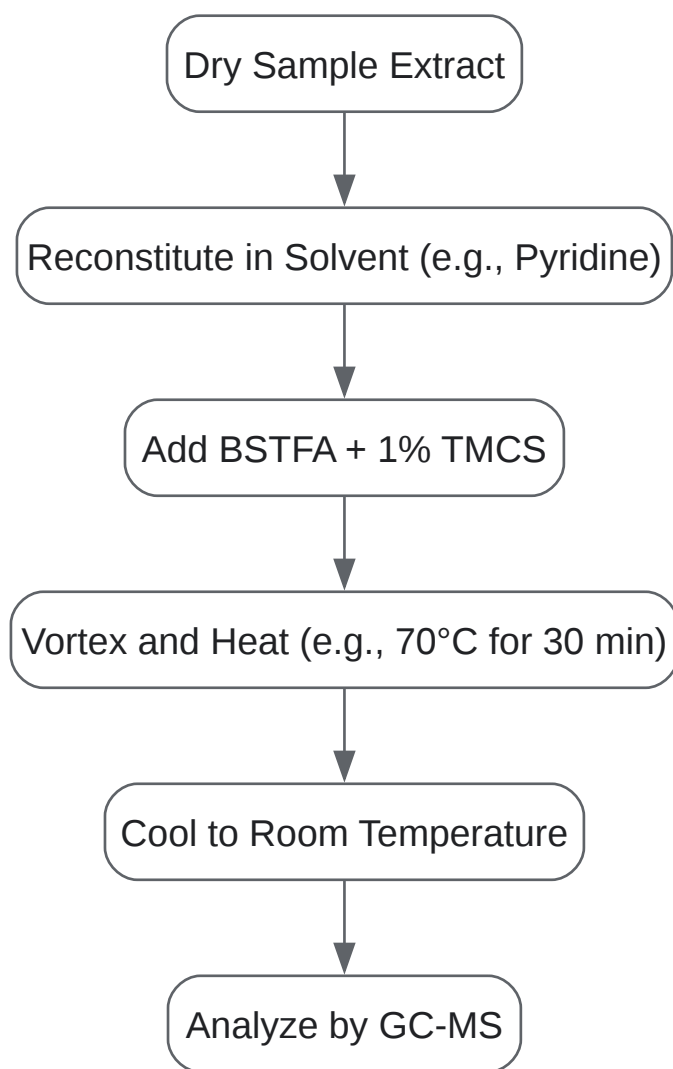 Dry Sample Extract
Reconstitute in Solvent (e.g., Pyridine)
Add BSTFA + 1% TMCS
Vortex and Heat (e.g., 70°C for 30 min)
Cool to Room Temperature
Analyze by GC-MS